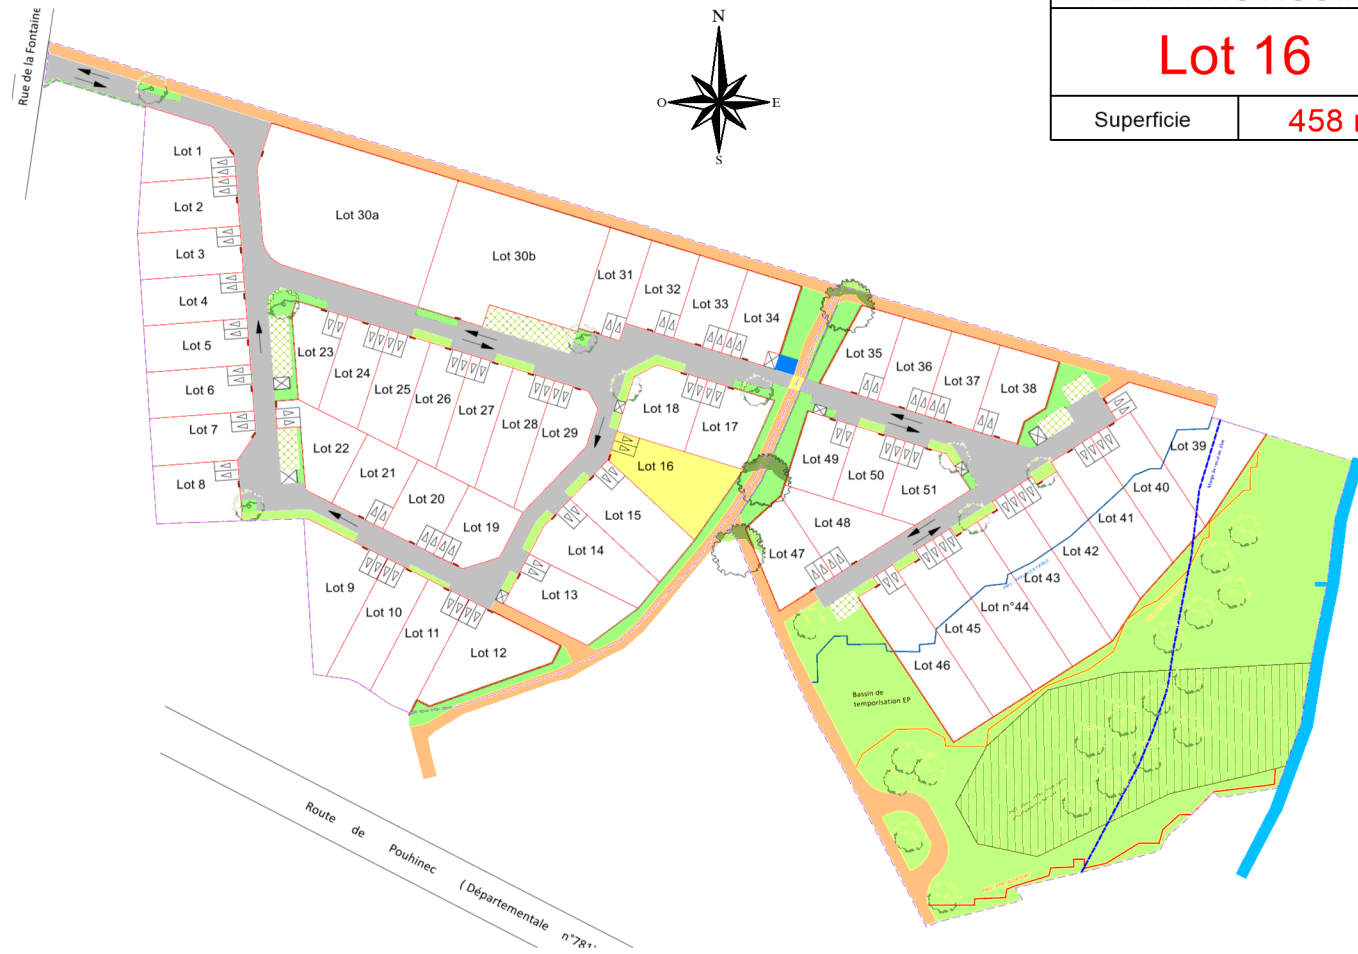 Rue de la Fontaine
N
O
E
S
Lot 16
Superficie
458
Lot 1
Lot 2
Lot 3
Lot 4
Lot 5
Lot 6
Lot 7
Lot 8
Lot 30a
Lot 30b
Lot 31
Lot 32
Lot 33
Lot 34
Lot 35
Lot 36
Lot 37
Lot 38
Lot 39
Lot 40
Lot 41
Lot 42
Lot 43
Lot n°44
Lot 45
Lot 46
Lot 23
Lot 24
Lot 25
Lot 26
Lot 27
Lot 28
Lot 29
Lot 22
Lot 21
Lot 20
Lot 19
Lot 18
Lot 17
Lot 16
Lot 15
Lot 14
Lot 13
Lot 49
Lot 50
Lot 51
Lot 48
Lot 47
Lot 9
Lot 10
Lot 11
Lot 12
Bassin de
temporisation EP
Route de Pouhinec (Départementale n°781